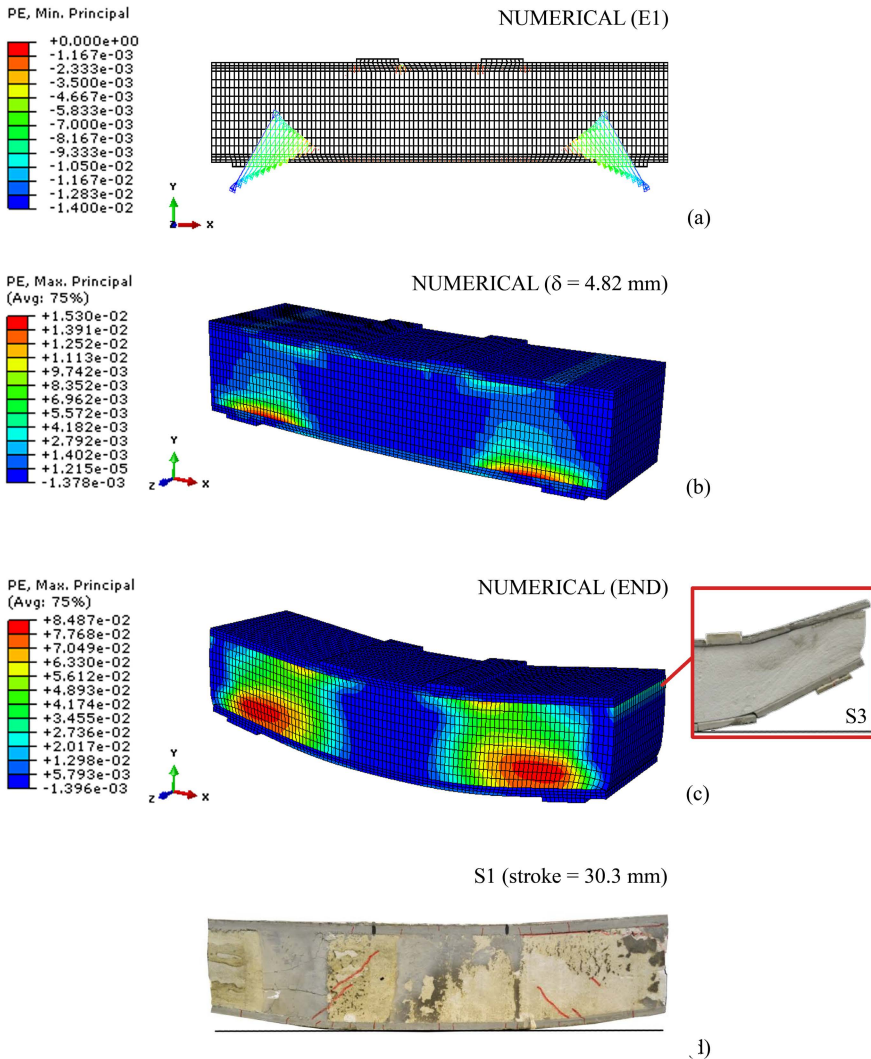 PE, Min. Principal
NUMERICAL (E1)
+0.000e+00
-1.167e-03
-2.333e-03
-3.500e-03
-4.667e-03
-5.833e-03
-7.000e-03
-8.167e-03
-9.333e-03
-1.050e-02
-1.167e-02
-1.283e-02
-1.400e-02
Y
Z
X
(a)
PE, Max. Principal
(Avg: 75%)
NUMERICAL (δ = 4.82 mm)
+1.530e-02
+1.391e-02
+1.252e-02
+1.113e-02
+9.742e-03
+8.352e-03
+6.962e-03
+5.572e-03
+4.182e-03
+2.792e-03
+1.402e-03
+1.215e-05
-1.378e-03
Y
Z
X
(b)
PE, Max. Principal
(Avg: 75%)
NUMERICAL (END)
+8.487e-02
+7.768e-02
+7.049e-02
+6.330e-02
+5.612e-02
+4.893e-02
+4.174e-02
+3.455e-02
+2.736e-02
+2.017e-02
+1.298e-02
+5.793e-03
-1.396e-03
Y
Z
X
S3
(c)
S1 (stroke = 30.3 mm)